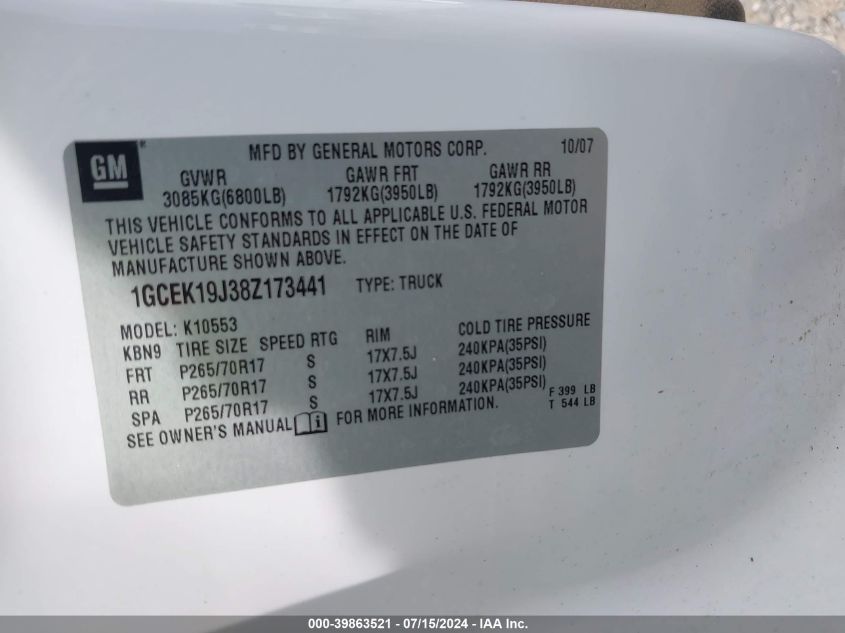 GM
MFD BY GENERAL MOTORS CORP. 10/07
GVWR GAWR FRT GAWR RR
3085KG(6800LB) 1792KG(3950LB) 1792KG(3950LB)
THIS VEHICLE CONFORMS TO ALL APPLICABLE U.S. FEDERAL MOTOR
VEHICLE SAFETY STANDARDS IN EFFECT ON THE DATE OF
MANUFACTURE SHOWN ABOVE.
1GCEK19J38Z173441 TYPE: TRUCK
MODEL: K10553
KBN9 TIRE SIZE SPEED RTG RIM COLD TIRE PRESSURE
FRT P265/70R17 S 17X7.5J 240KPA(35PSI)
RR P265/70R17 S 17X7.5J 240KPA(35PSI)
SPA P265/70R17 S 17X7.5J 240KPA(35PSI)
SEE OWNER'S MANUAL i FOR MORE INFORMATION.
F 399 LB
T 544 LB
000-39863521 - 07/15/2024 - IAA Inc.